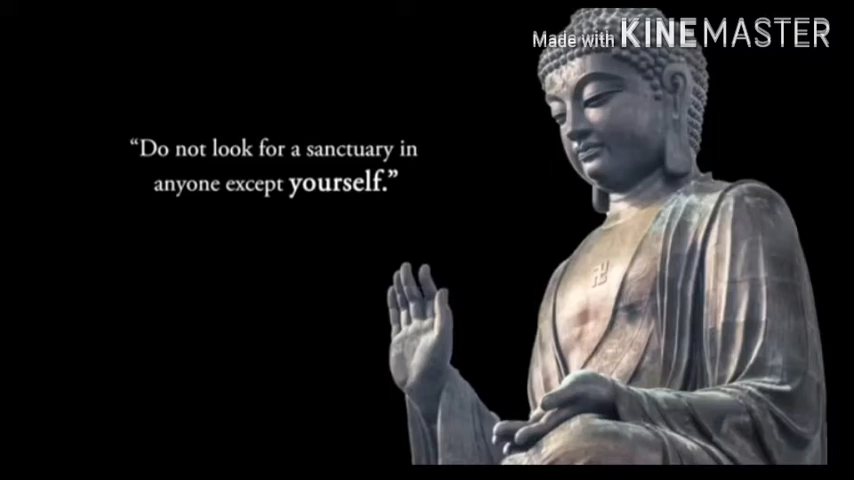 Made with KINEMASTER
“Do not look for a sanctuary in
anyone except yourself.”